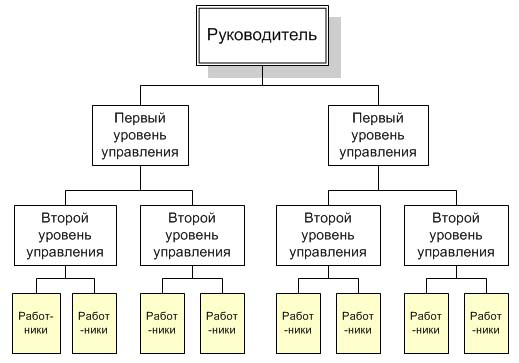 Руководитель
Первый
уровень
управления
Первый
уровень
управления
Второй
уровень
управления
Второй
уровень
управления
Второй
уровень
управления
Второй
уровень
управления
Работ-
ники
Работ
-ники
Работ
-ники
Работ
-ники
Работ
-ники
Работ
-ники
Работ
-ники
Работ
-ники